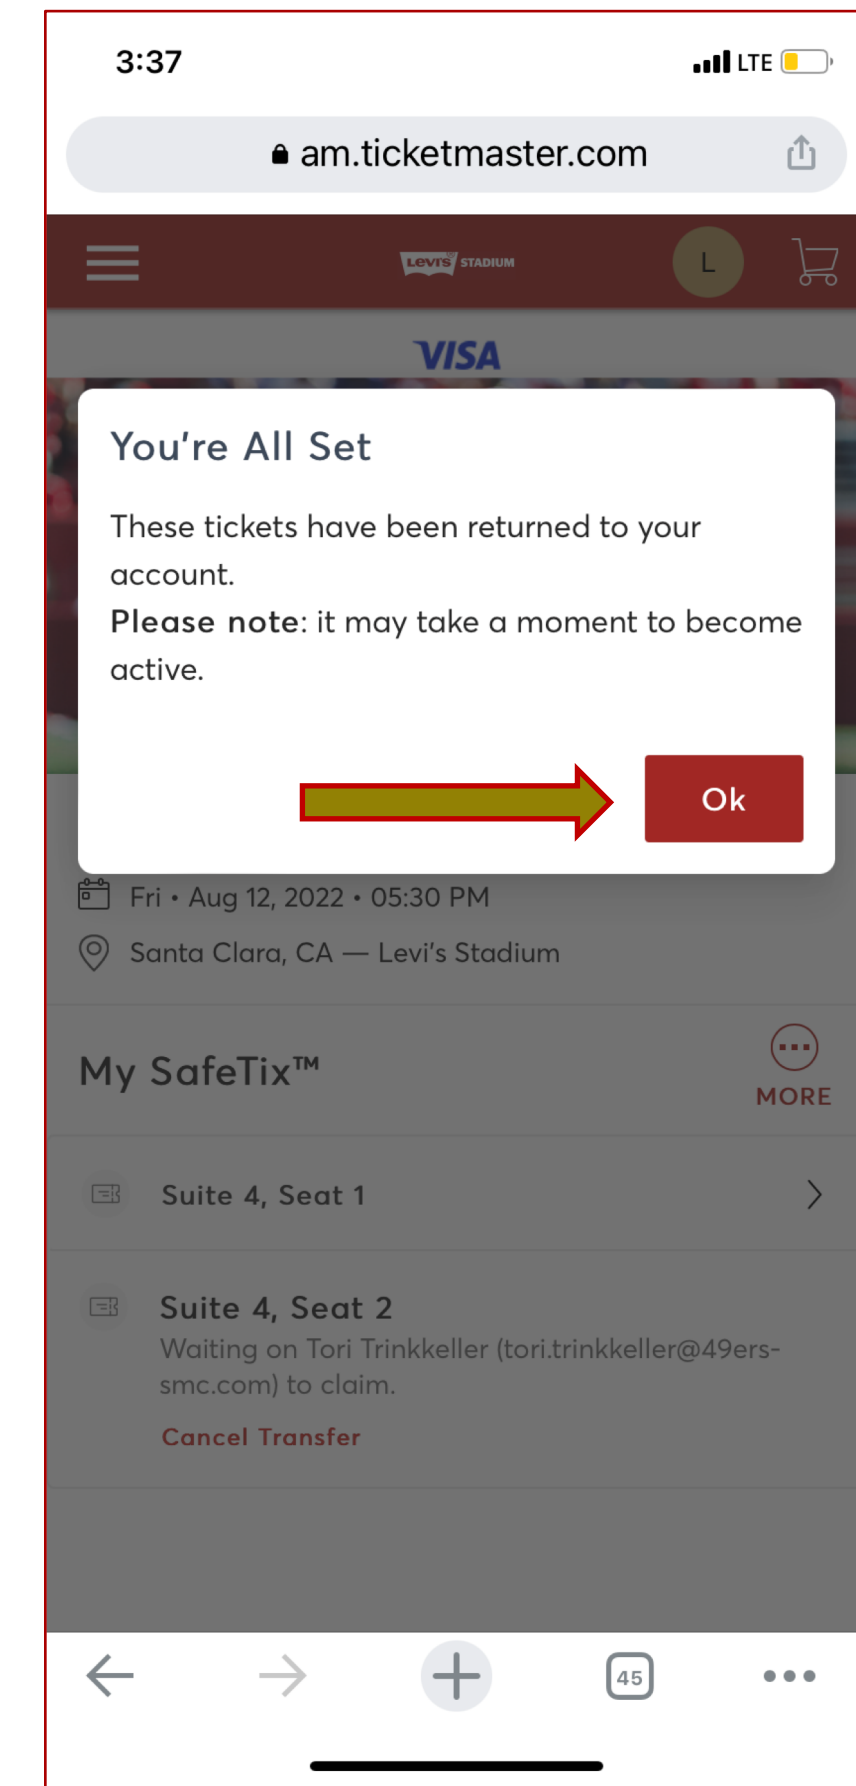 3:37
LTE
am.ticketmaster.com
LEVI'S STADIUM
L
VISA
You're All Set
These tickets have been returned to your
account.
Please note: it may take a moment to become
active.
Ok
Fri • Aug 12, 2022 • 05:30 PM
Santa Clara, CA — Levi's Stadium
My SafeTix™
MORE
Suite 4, Seat 1
Suite 4, Seat 2
Waiting on Tori Trinkkeller (tori.trinkkeller@49ers-
smc.com) to claim.
Cancel Transfer
45